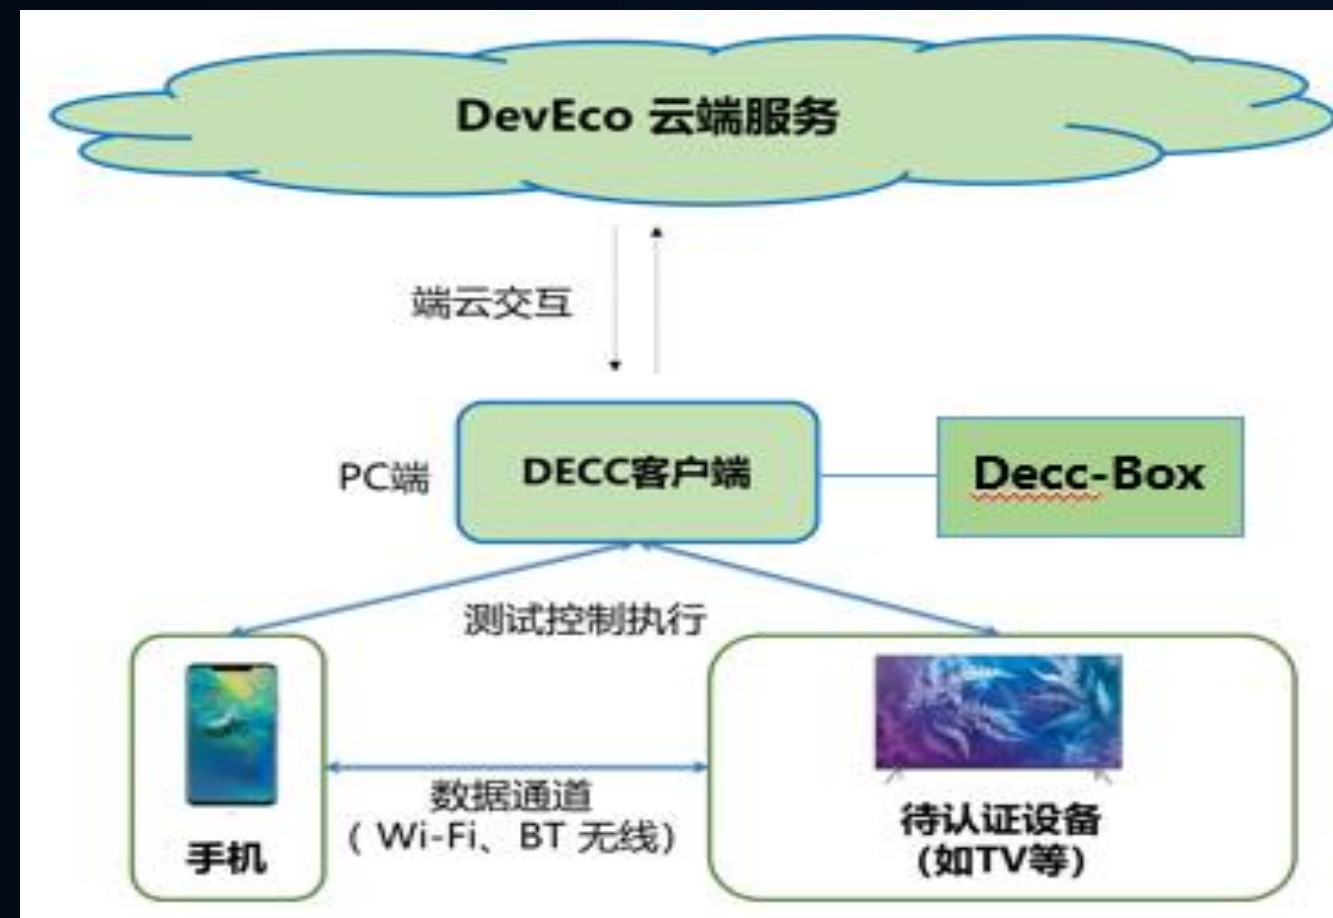 DevEco 云端服务
端云交互
PC端
DECC客户端
Decc-Box
测试控制执行
手机
数据通道
( Wi-Fi、BT 无线)
待认证设备
(如TV等)